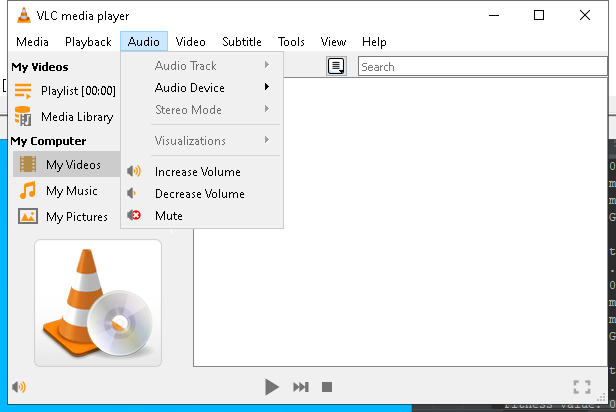 VLC media player
Media Playback Audio Video Subtitle Tools View Help
My Videos
Playlist [00:00]
Media Library
My Computer
My Videos
My Music
My Pictures
Audio Track
Audio Device
Stereo Mode
Visualizations
Increase Volume
Decrease Volume
Mute
Search